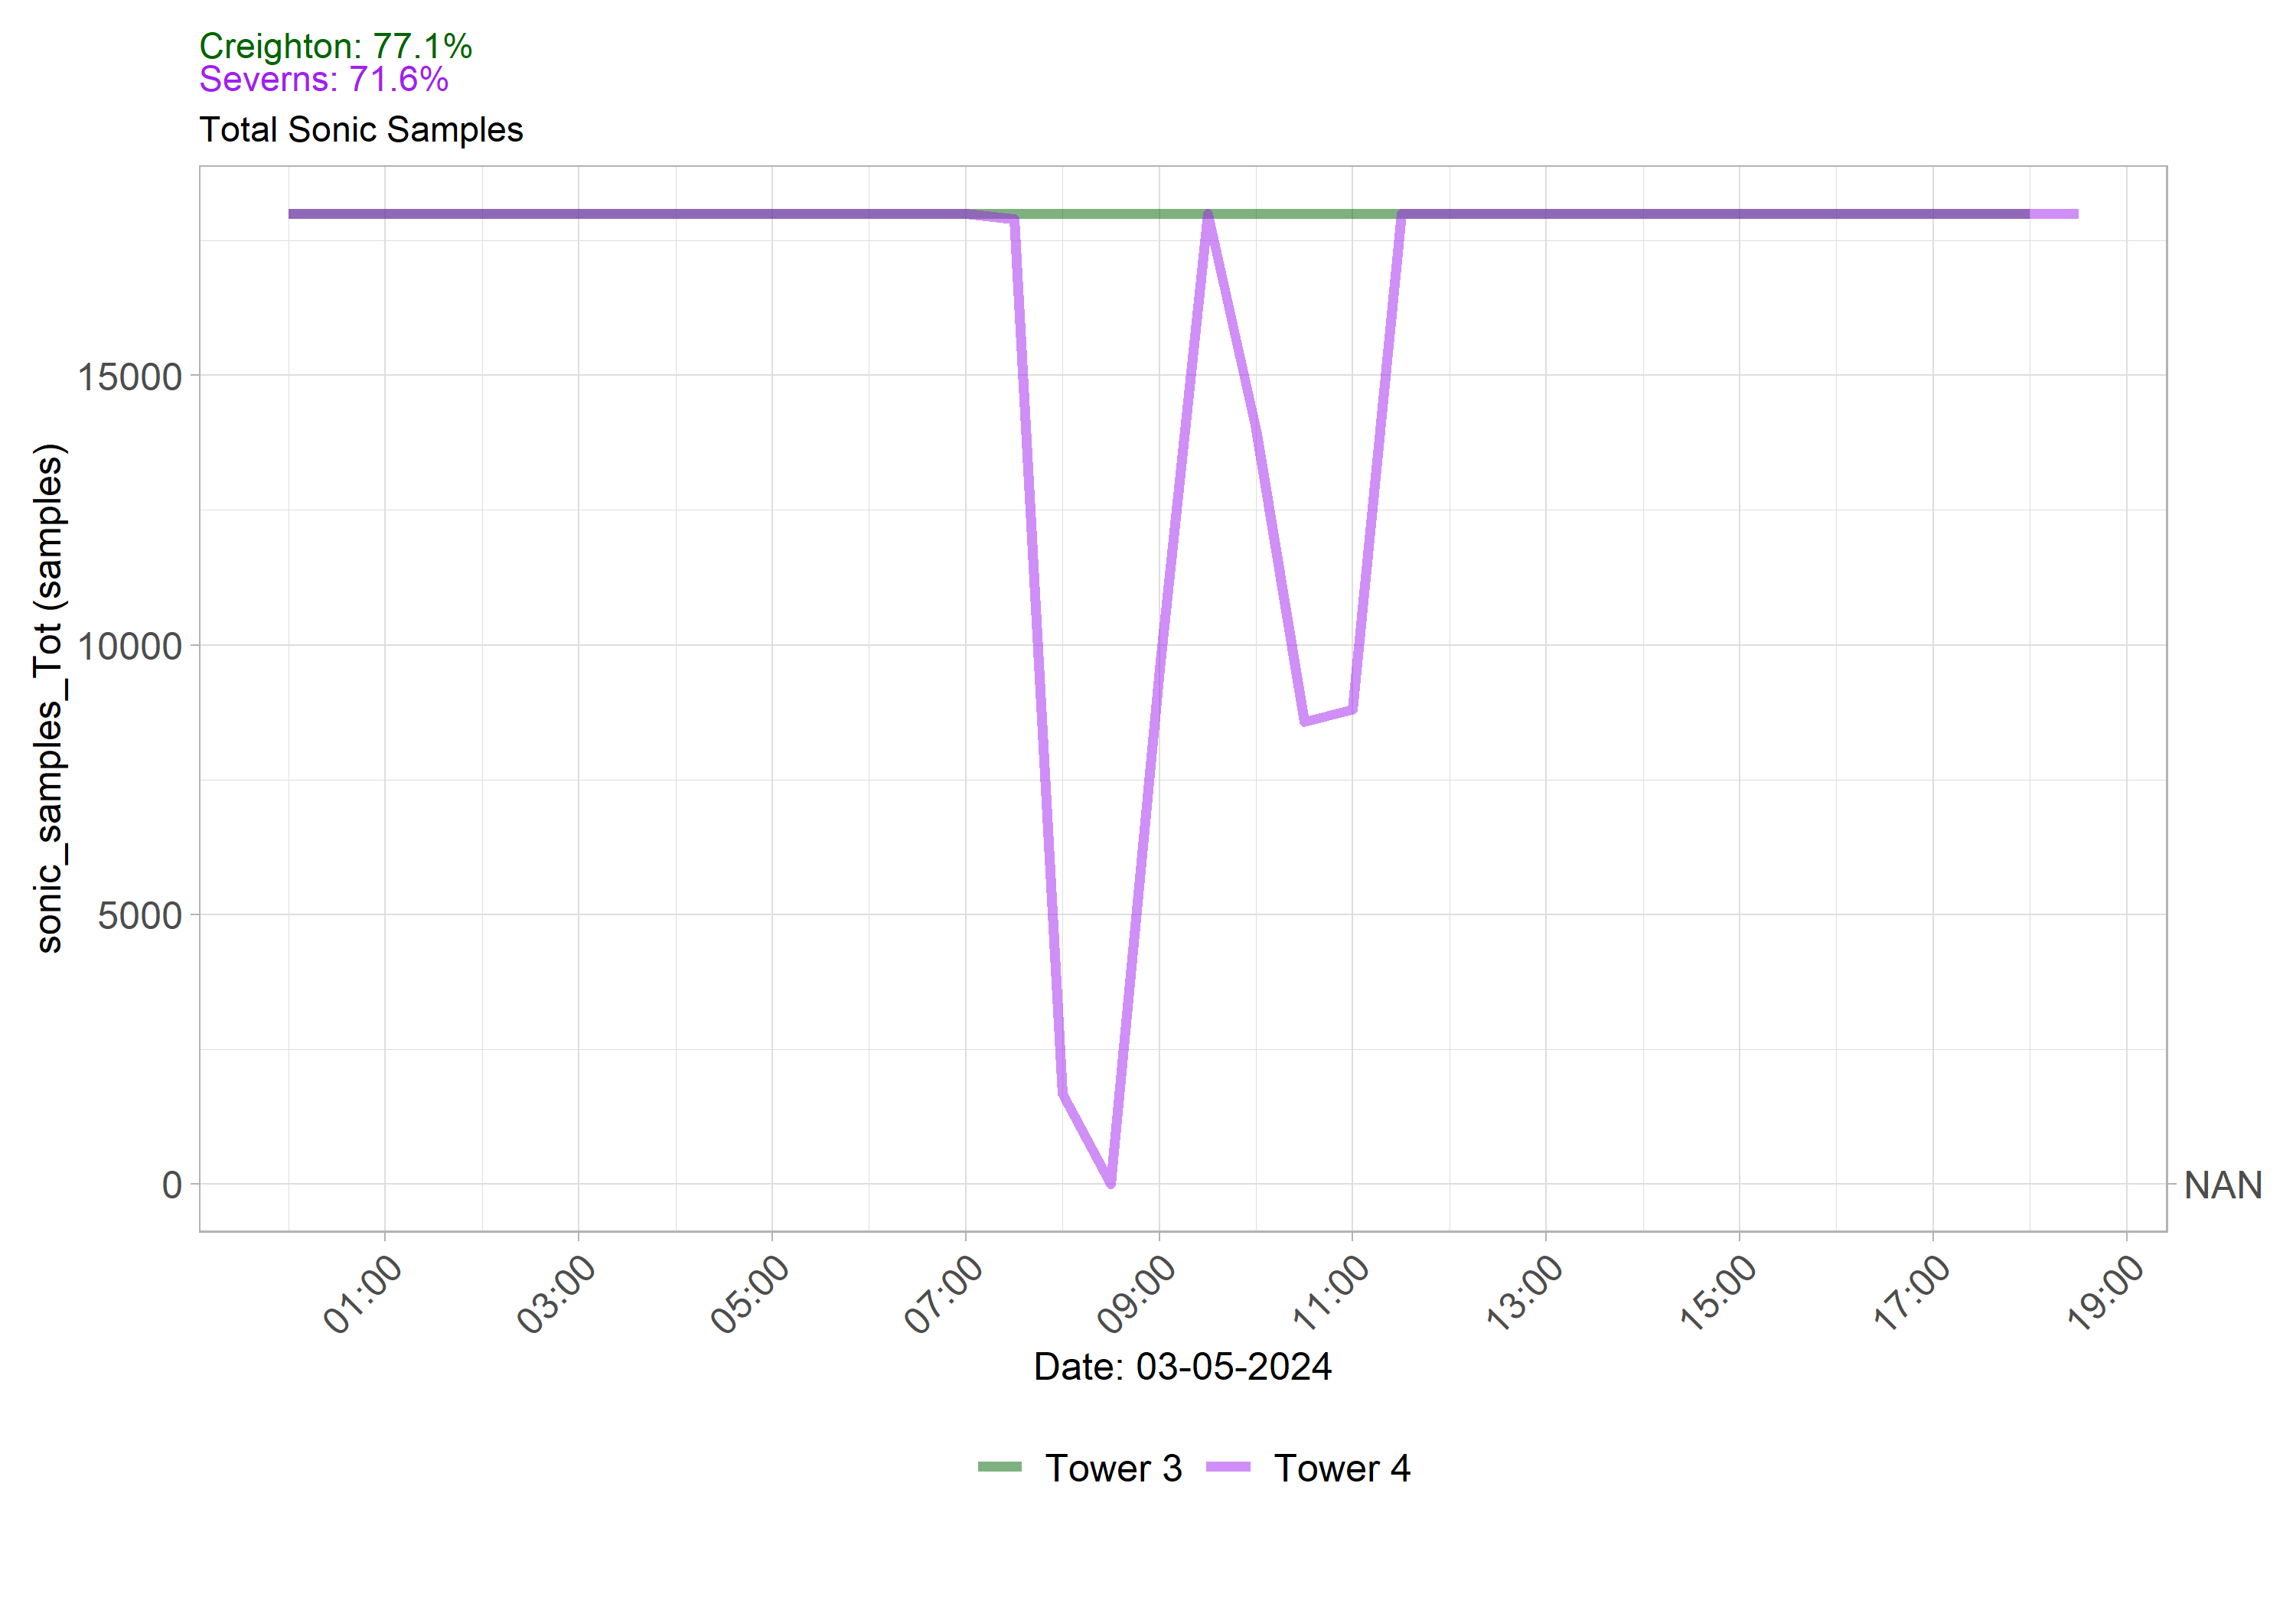 Creighton: 77.1%
Severns: 71.6%
Total Sonic Samples
sonic_samples_Tot (samples)
15000
10000
5000
0
NAN
01:00
03:00
05:00
07:00
09:00
11:00
13:00
15:00
17:00
19:00
Date: 03-05-2024
Tower 3
Tower 4